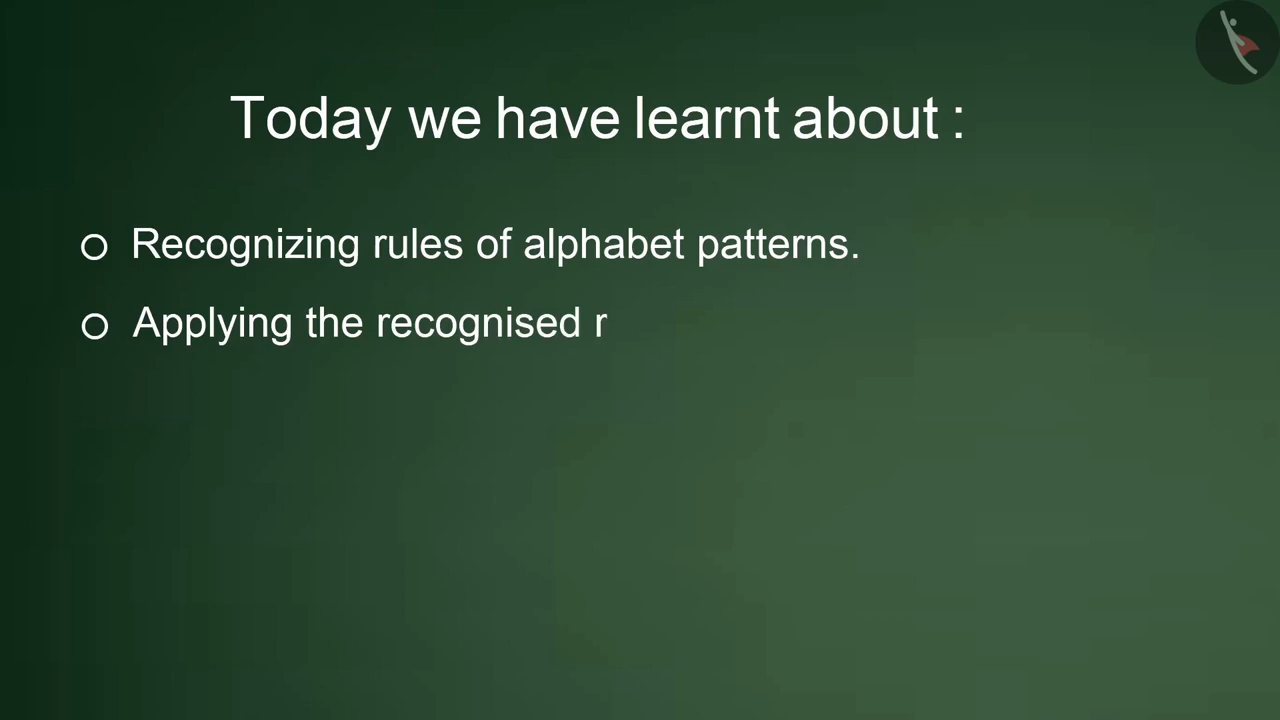 Today we have learnt about :
Recognizing rules of alphabet patterns.
Applying the recognised r